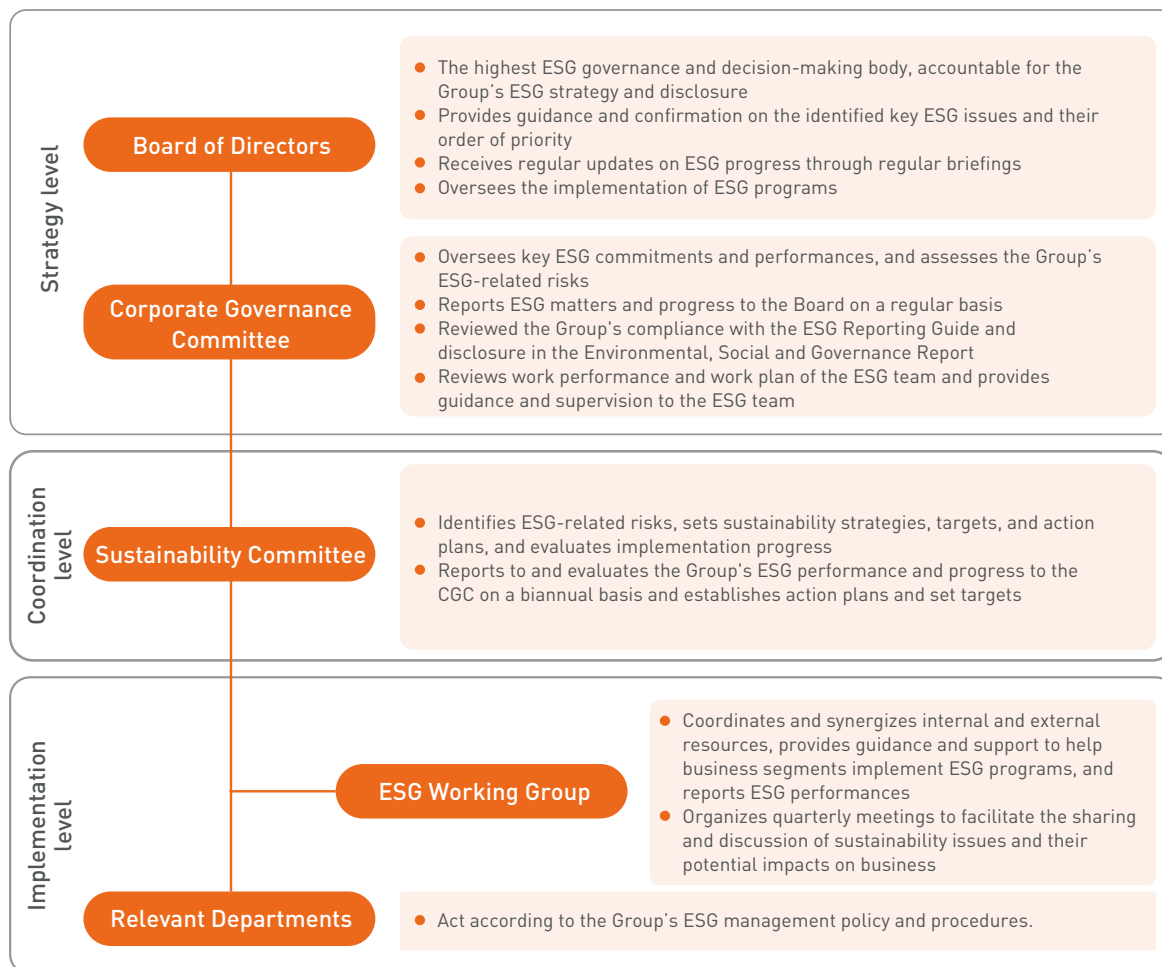 Strategy level
Board of Directors
The highest ESG governance and decision-making body, accountable for the
Group's ESG strategy and disclosure
Provides guidance and confirmation on the identified key ESG issues and their
order of priority
Receives regular updates on ESG progress through regular briefings
Oversees the implementation of ESG programs
Corporate Governance
Committee
Oversees key ESG commitments and performances, and assesses the Group's
ESG-related risks
Reports ESG matters and progress to the Board on a regular basis
Reviewed the Group's compliance with the ESG Reporting Guide and
disclosure in the Environmental, Social and Governance Report
Reviews work performance and work plan of the ESG team and provides
guidance and supervision to the ESG team
Coordination
level
Sustainability Committee
Identifies ESG-related risks, sets sustainability strategies, targets, and action
plans, and evaluates implementation progress
Reports to and evaluates the Group's ESG performance and progress to the
CGC on a biannual basis and establishes action plans and set targets
Implementation
level
ESG Working Group
Coordinates and synergizes internal and external
resources, provides guidance and support to help
business segments implement ESG programs, and
reports ESG performances
Organizes quarterly meetings to facilitate the sharing
and discussion of sustainability issues and their
potential impacts on business
Relevant Departments
Act according to the Group's ESG management policy and procedures.